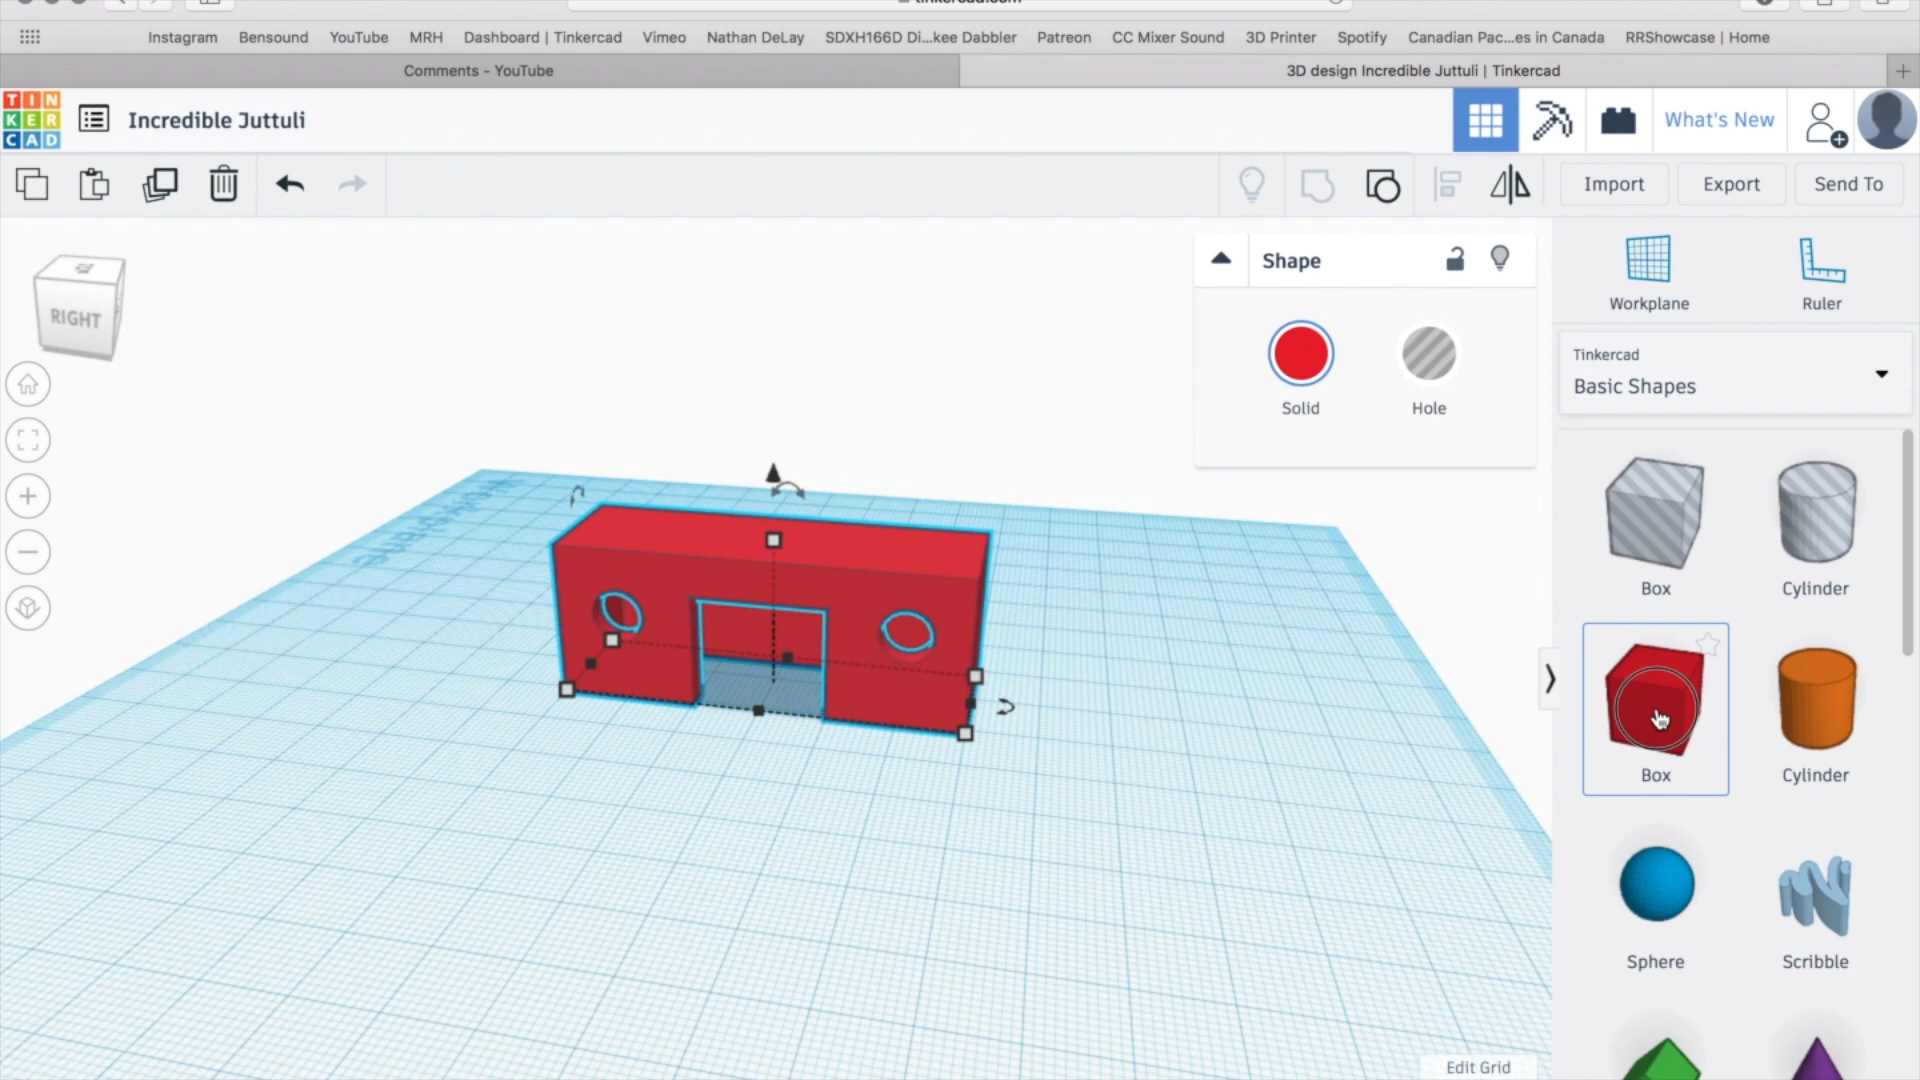 tinkercad.com
Instagram Bensound YouTube MRH Dashboard | Tinkercad Vimeo Nathan DeLay SDXH166D Di...kee Dabbler Patreon CC Mixer Sound 3D Printer Spotify Canadian Pac...es in Canada RRShowcase | Home
Comments - YouTube 3D design Incredible Juttuli | Tinkercad
TIN
KER
CAD
Incredible Juttuli
What's New
Import Export Send To
Shape
Solid Hole
RIGHT
Workplane Ruler
Tinkercad
Basic Shapes
Box Cylinder
Box Cylinder
Sphere Scribble
Workplane
Edit Grid